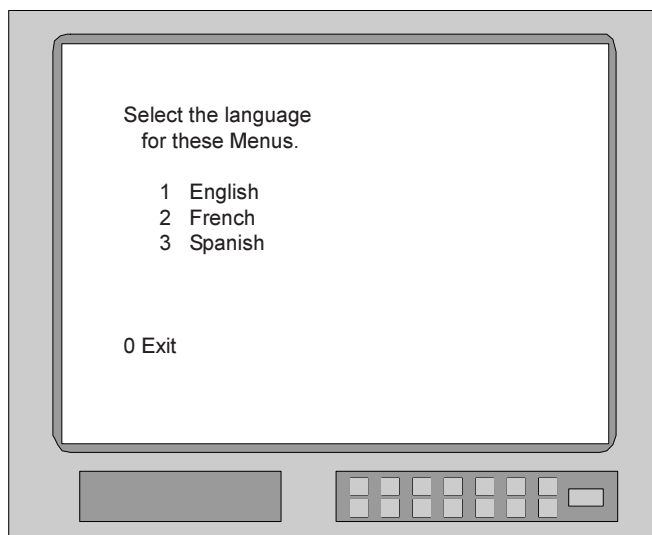 Select the language
for these Menus.
1 English
2 French
3 Spanish
0 Exit